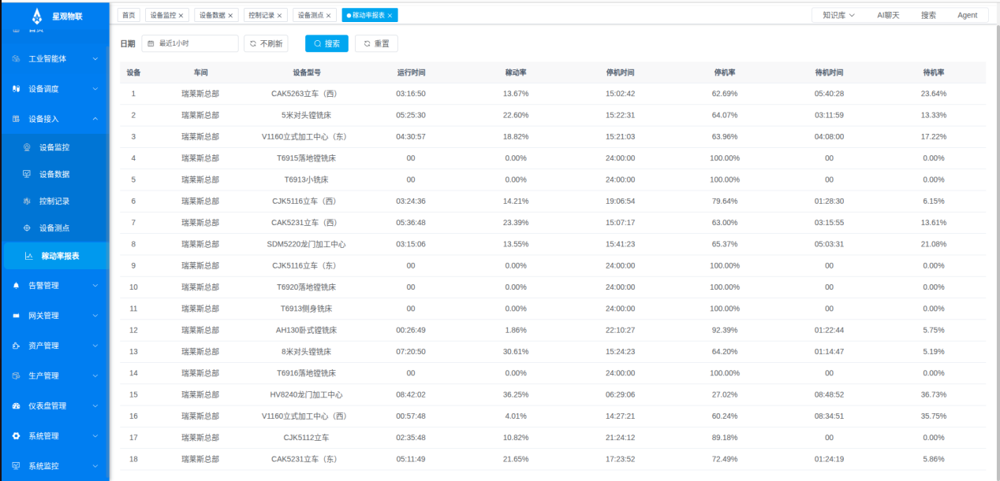 星观物联
首页 设备监控 × 设备数据 × 控制记录 × 设备测点 × 稼动率报表 × 知识库 AI聊天 搜索 Agent
首页
工业智能体
设备调度
设备接入
设备监控
设备数据
控制记录
设备测点
稼动率报表
告警管理
网关管理
资产管理
生产管理
仪表盘管理
系统管理
系统监控
日期 最近1小时 不刷新 搜索 重置
设备 车间 设备型号 运行时间 稼动率 停机时间 停机率 待机时间 待机率
1 瑞莱斯总部 CAK5263立车（西） 03:16:50 13.67% 15:02:42 62.69% 05:40:28 23.64%
2 瑞莱斯总部 5米对头镗铣床 05:25:30 22.60% 15:22:31 64.07% 03:11:59 13.33%
3 瑞莱斯总部 V1160立式加工中心（东） 04:30:57 18.82% 15:21:03 63.96% 04:08:00 17.22%
4 瑞莱斯总部 T6915落地镗铣床 00 0.00% 24:00:00 100.00% 00 0.00%
5 瑞莱斯总部 T6913小铣床 00 0.00% 24:00:00 100.00% 00 0.00%
6 瑞莱斯总部 CJK5116立车（西） 03:24:36 14.21% 19:06:54 79.64% 01:28:30 6.15%
7 瑞莱斯总部 CAK5231立车（西） 05:36:48 23.39% 15:07:17 63.00% 03:15:55 13.61%
8 瑞莱斯总部 SDM5220龙门加工中心 03:15:06 13.55% 15:41:23 65.37% 05:03:31 21.08%
9 瑞莱斯总部 CJK5116立车（东） 00 0.00% 24:00:00 100.00% 00 0.00%
10 瑞莱斯总部 T6920落地镗铣床 00 0.00% 24:00:00 100.00% 00 0.00%
11 瑞莱斯总部 T6913侧身铣床 00 0.00% 24:00:00 100.00% 00 0.00%
12 瑞莱斯总部 AH130卧式镗铣床 00:26:49 1.86% 22:10:27 92.39% 01:22:44 5.75%
13 瑞莱斯总部 8米对头镗铣床 07:20:50 30.61% 15:24:23 64.20% 01:14:47 5.19%
14 瑞莱斯总部 T6916落地镗铣床 00 0.00% 24:00:00 100.00% 00 0.00%
15 瑞莱斯总部 HV8240龙门加工中心 08:42:02 36.25% 06:29:06 27.02% 08:48:52 36.73%
16 瑞莱斯总部 V1160立式加工中心（西） 00:57:48 4.01% 14:27:21 60.24% 08:34:51 35.75%
17 瑞莱斯总部 CJK5112立车 02:35:48 10.82% 21:24:12 89.18% 00 0.00%
18 瑞莱斯总部 CAK5231立车（东） 05:11:49 21.65% 17:23:52 72.49% 01:24:19 5.86%